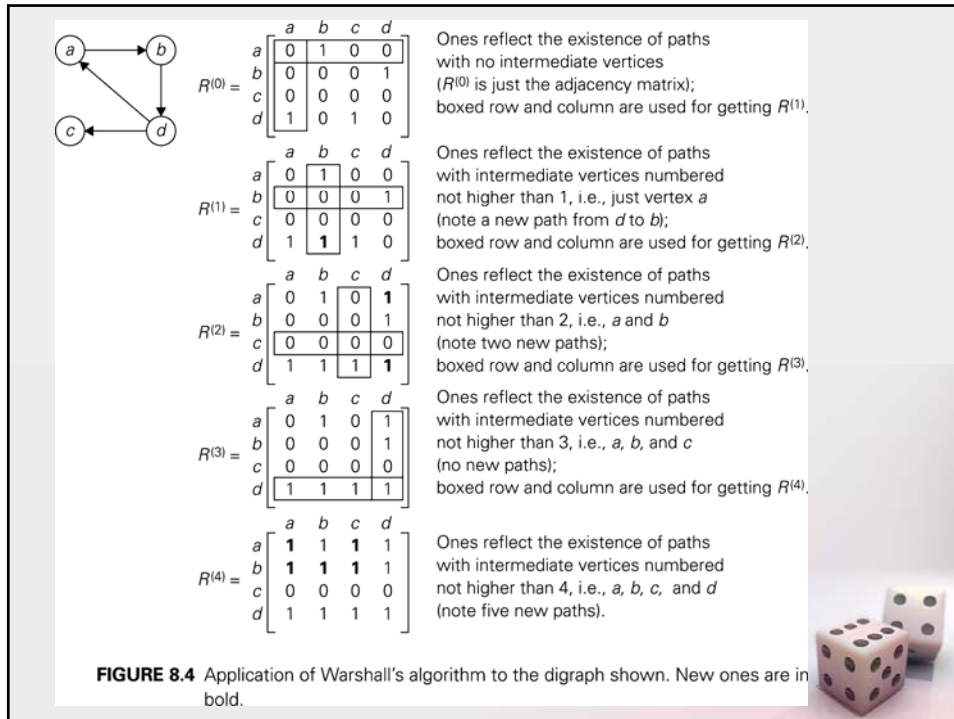 a b
c d
a b c d
a 0 1 0 0
b 0 0 0 1
R(0) =
c 0 0 0 0
d 1 0 1 0
Ones reflect the existence of paths
with no intermediate vertices
(R(0) is just the adjacency matrix);
boxed row and column are used for getting R(1).
a b c d
a 0 1 0 0
b 0 0 0 1
R(1) =
c 0 0 0 0
d 1 1 1 0
Ones reflect the existence of paths
with intermediate vertices numbered
not higher than 1, i.e., just vertex a
(note a new path from d to b);
boxed row and column are used for getting R(2).
a b c d
a 0 1 0 1
b 0 0 0 1
R(2) =
c 0 0 0 0
d 1 1 1 1
Ones reflect the existence of paths
with intermediate vertices numbered
not higher than 2, i.e., a and b
(note two new paths);
boxed row and column are used for getting R(3).
a b c d
a 0 1 0 1
b 0 0 0 1
R(3) =
c 0 0 0 0
d 1 1 1 1
Ones reflect the existence of paths
with intermediate vertices numbered
not higher than 3, i.e., a, b, and c
(no new paths);
boxed row and column are used for getting R(4).
a b c d
a 1 1 1 1
b 1 1 1 1
R(4) =
c 0 0 0 0
d 1 1 1 1
Ones reflect the existence of paths
with intermediate vertices numbered
not higher than 4, i.e., a, b, c, and d
(note five new paths).
FIGURE 8.4 Application of Warshall's algorithm to the digraph shown. New ones are in
bold.